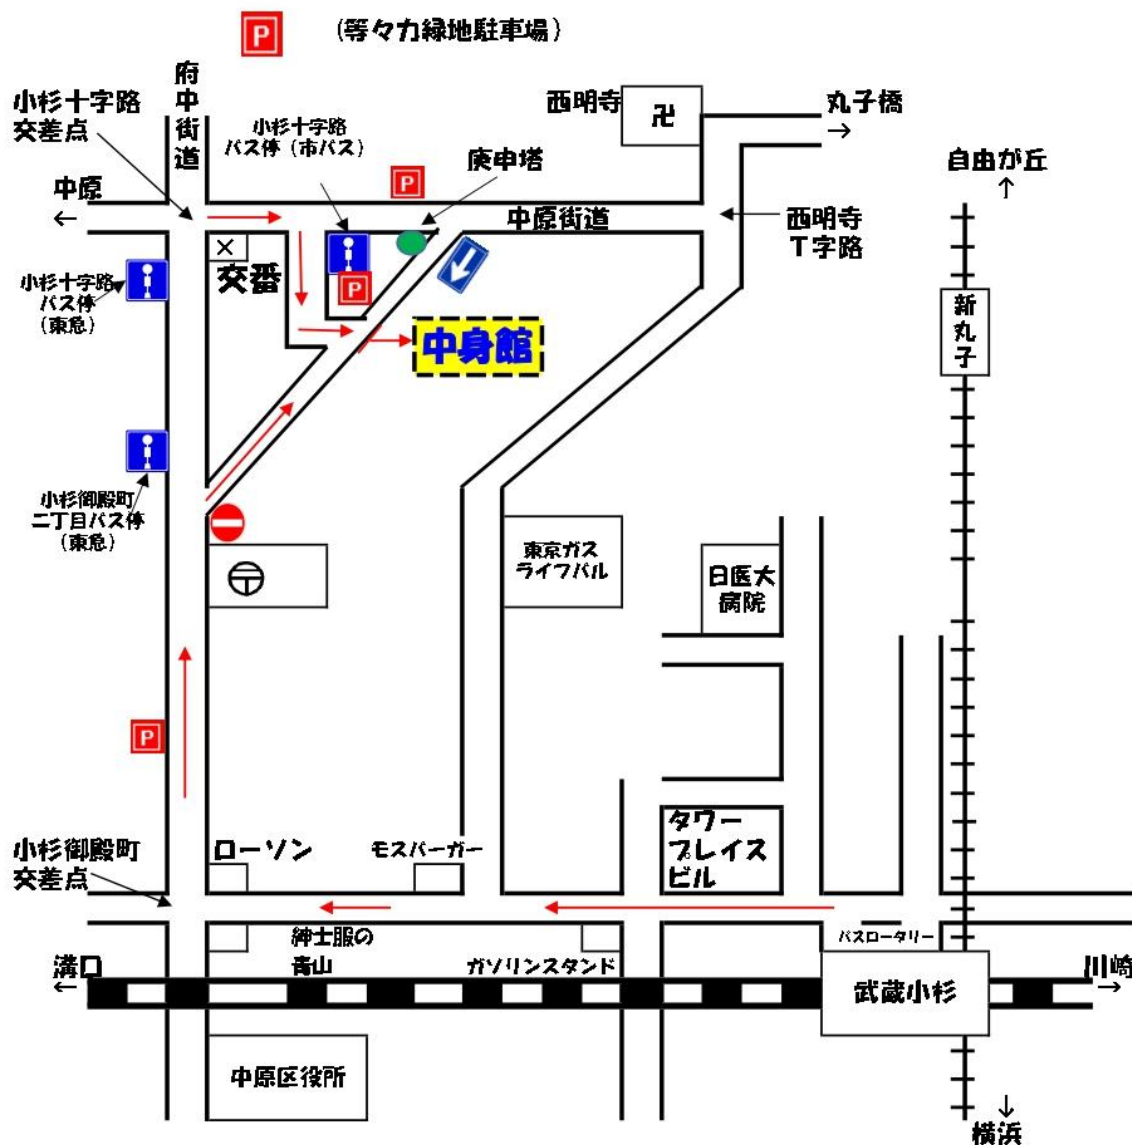 P
(等々力緑地駐車場)
府中街道
小杉十字路
交差点
小杉十字路
バス停(市バス)
西明寺
卍
丸子橋
→
P
庚申塔
自由が丘
↑
中原
←
中原街道
西明寺
T字路
交番
小杉十字路
バス停
(東急)
P
中身館
新丸子
小杉御殿町
二丁目バス停
(東急)
東京ガス
ライフバル
日医大
病院
〒
P
小杉御殿町
交差点
ローソン
モスバーガー
タワー
プレイス
ビル
紳士服の
青山
ガソリンスタンド
バスロータリー
溝口
←
武蔵小杉
川崎
→
中原区役所
↓
横浜